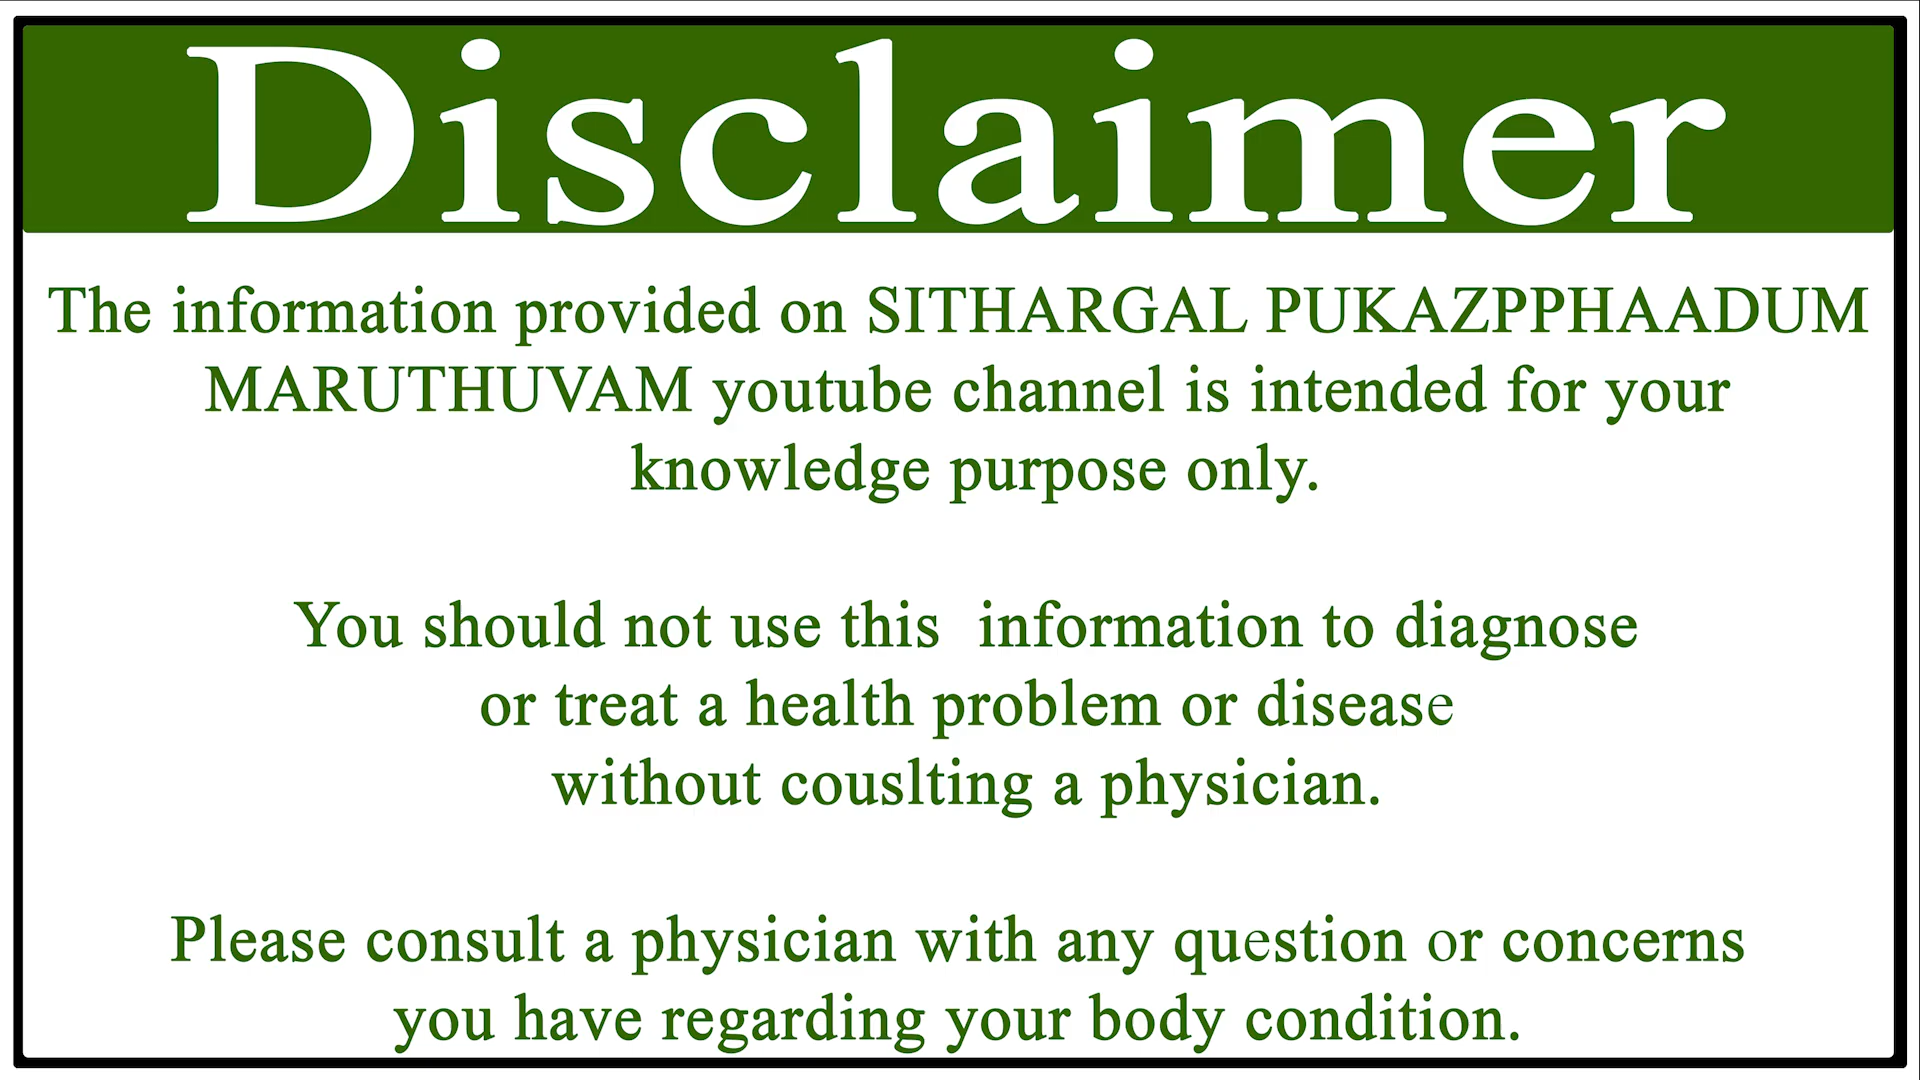 Disclaimer
The information provided on SITHARGAL PUKAZPPHAADUM
MARUTHUVAM youtube channel is intended for your
knowledge purpose only.
You should not use this  information to diagnose
or treat a health problem or disease
without couslting a physician.
Please consult a physician with any question or concerns
you have regarding your body condition.